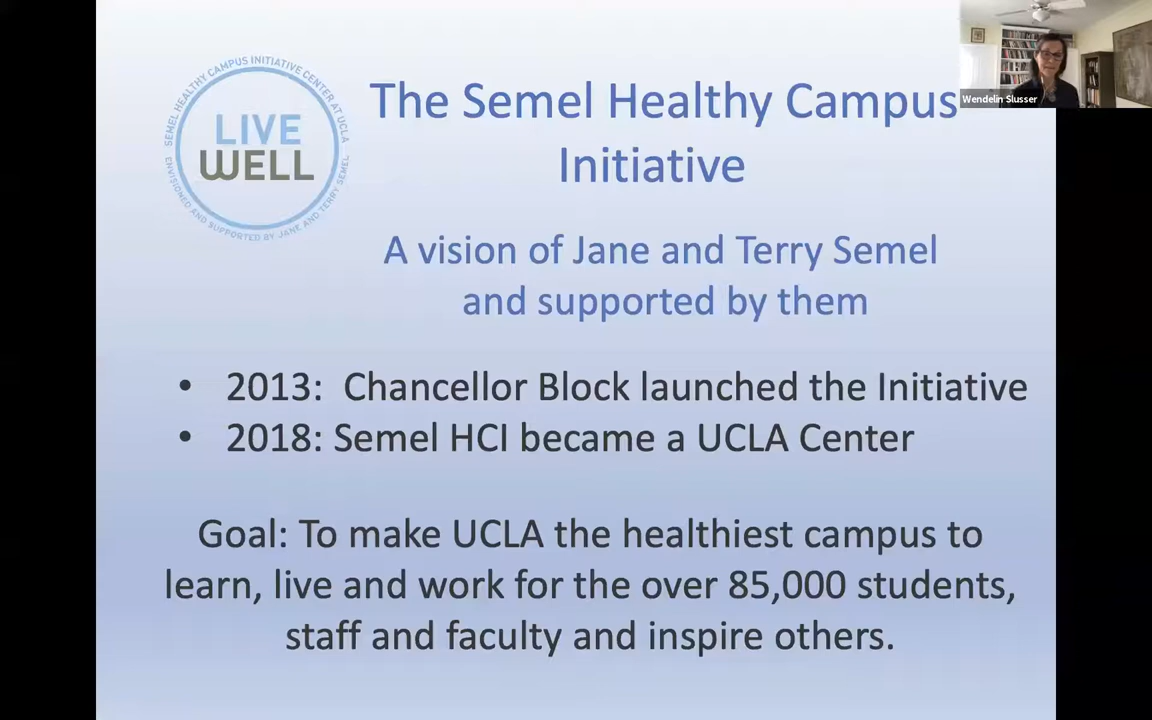 The Semel Healthy Campus
Initiative
A vision of Jane and Terry Semel
and supported by them
• 2013: Chancellor Block launched the Initiative
• 2018: Semel HCI became a UCLA Center
Goal: To make UCLA the healthiest campus to
learn, live and work for the over 85,000 students,
staff and faculty and inspire others.
SEMEL HEALTHY CAMPUS INITIATIVE CENTER AT UCLA
LIVE
WELL
ENVISIONED AND SUPPORTED BY JANE AND TERRY SEMEL
Wendelin Slusser